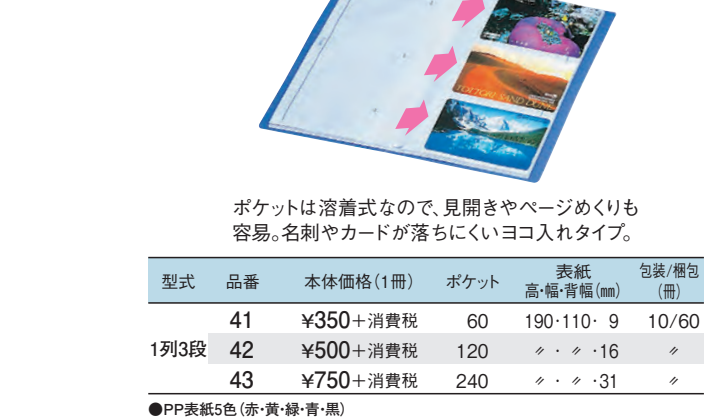 TOTTORI SAND DUNE
ポケットは溶着式なので、見開きやページめくりも
容易。名刺やカードが落ちにくいヨコ入れタイプ。
型式 品番 本体価格(1冊) ポケット 表紙 高・幅・背幅(㎜) 包装/梱包 (冊)
41 ¥350+消費税 60 190・110・ 9 10/60
1列3段 42 ¥500+消費税 120 〃・〃・16 〃
43 ¥750+消費税 240 〃・〃・31 〃
●PP表紙5色(赤・黄・緑・青・黒)